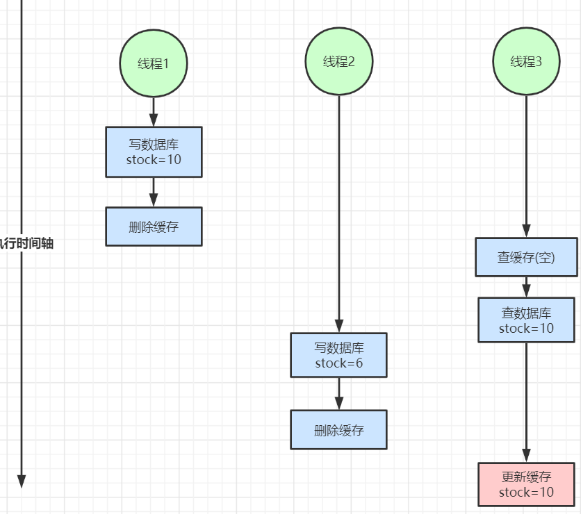 线程1
线程2
线程3
写数据库
stock=10
删除缓存
行时间轴
查缓存(空)
查数据库
stock=10
写数据库
stock=6
删除缓存
更新缓存
stock=10